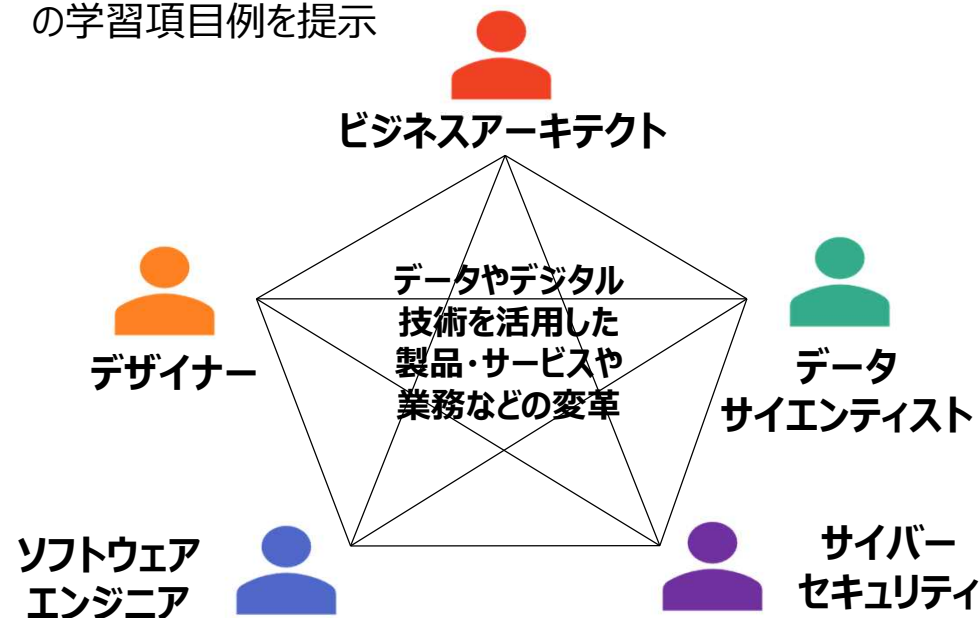 の学習項目例を提示
ビジネスアーキテクト
データやデジタル
技術を活用した
製品・サービスや
業務などの変革
デザイナー
データ
サイエンティスト
ソフトウェア
エンジニア
サイバー
セキュリティ